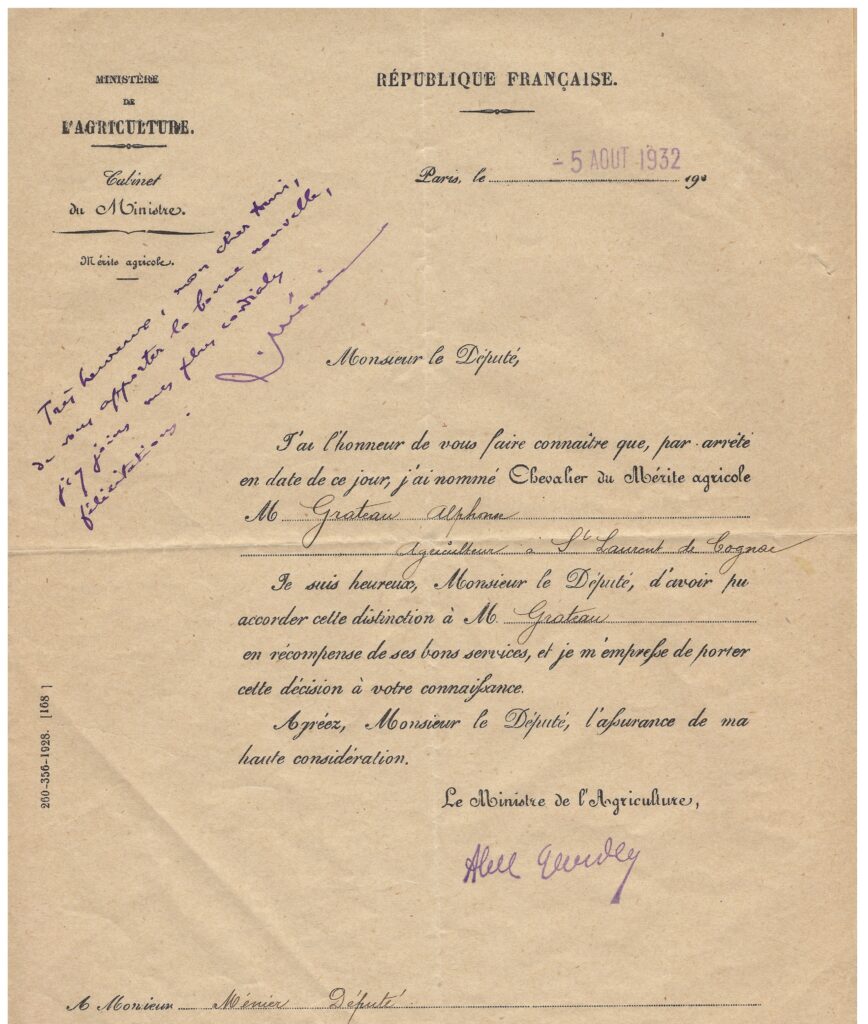 MINISTÈRE
DE
L'AGRICULTURE.
Cabinet
du Ministre.
Mérite agricole.
RÉPUBLIQUE FRANÇAISE.
Paris, le - 5 AOUT 1932 193
Très heureux, mon cher Ami,
de vous apporter la bonne nouvelle,
j'y joins mes plus cordiales
félicitations.
Ménier
Monsieur le Député,
J'ai l'honneur de vous faire connaître que, par arrêté
en date de ce jour, j'ai nommé Chevalier du Mérite agricole
M Grateau Alphonse
Agriculteur à St Laurent de Cognac
Je suis heureux, Monsieur le Député, d'avoir pu
accorder cette distinction à M. Grateau
en récompense de ses bons services, et je m'empresse de porter
cette décision à votre connaissance.
Agréez, Monsieur le Député, l'assurance de ma
haute considération.
Le Ministre de l'Agriculture,
Abel Gardey
260-356-1928. [168]
A Monsieur Ménier Député